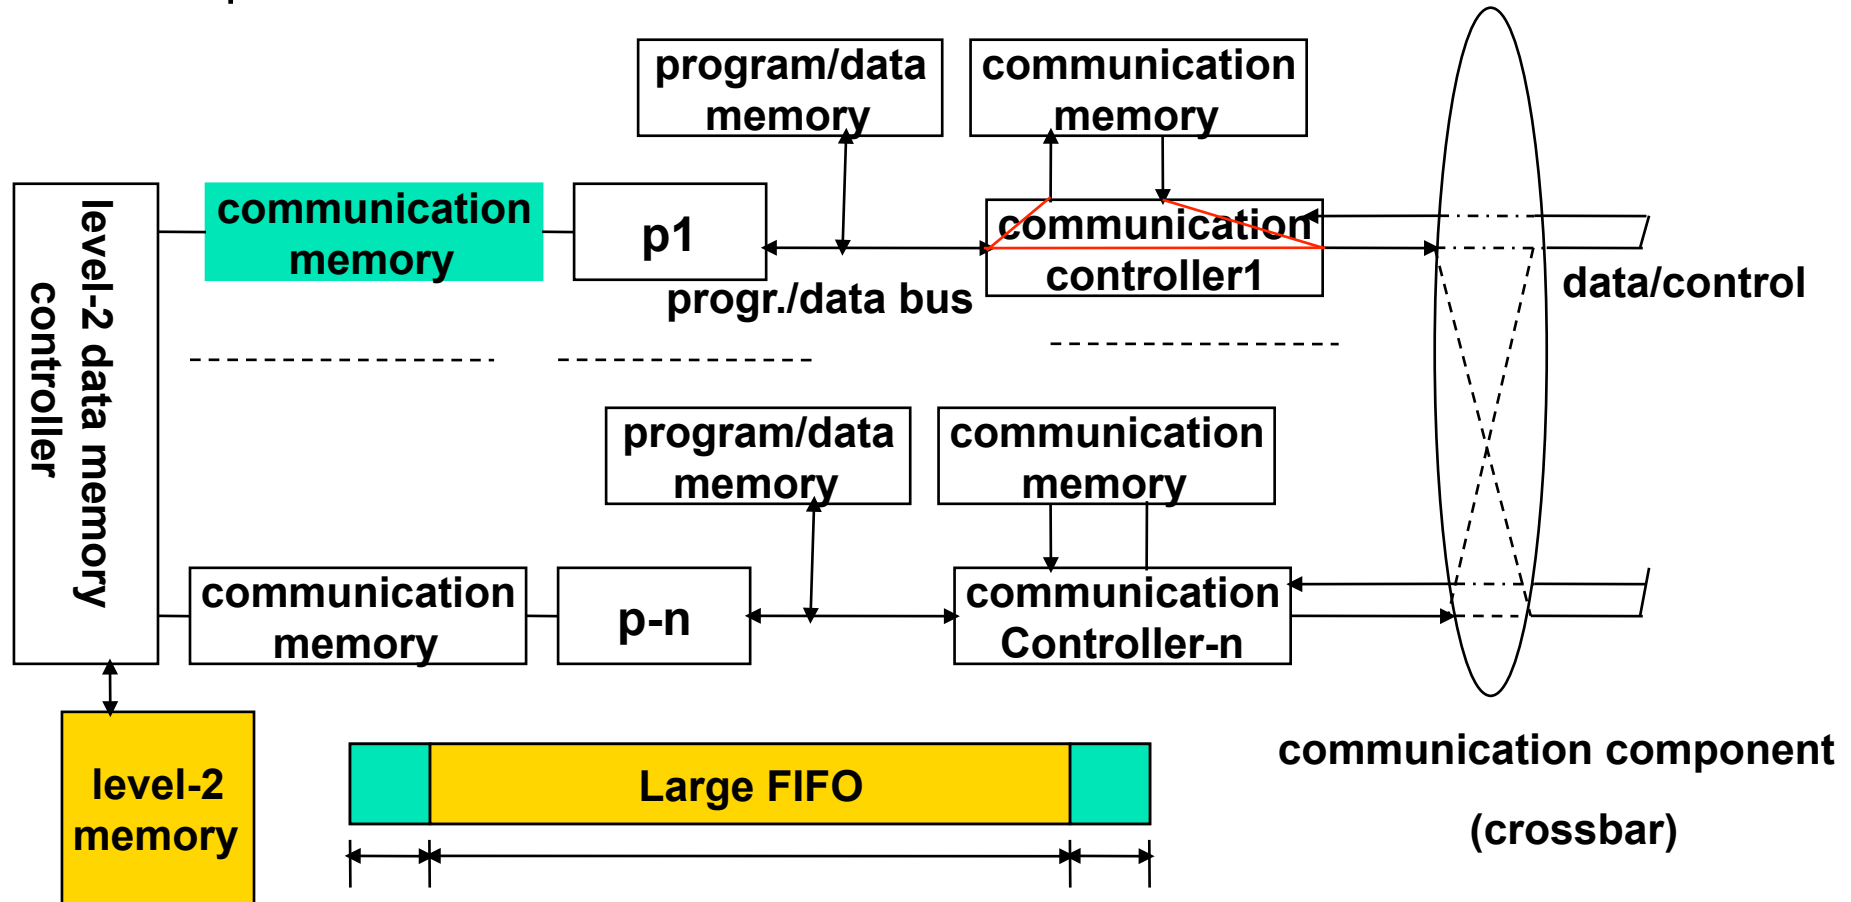 program/data
memory
communication
memory
level-2 data memory
controller
communication
memory
p1
communication
controller1
progr./data bus
data/control
program/data
memory
communication
memory
communication
memory
p-n
communication
Controller-n
level-2
memory
Large FIFO
communication component
(crossbar)